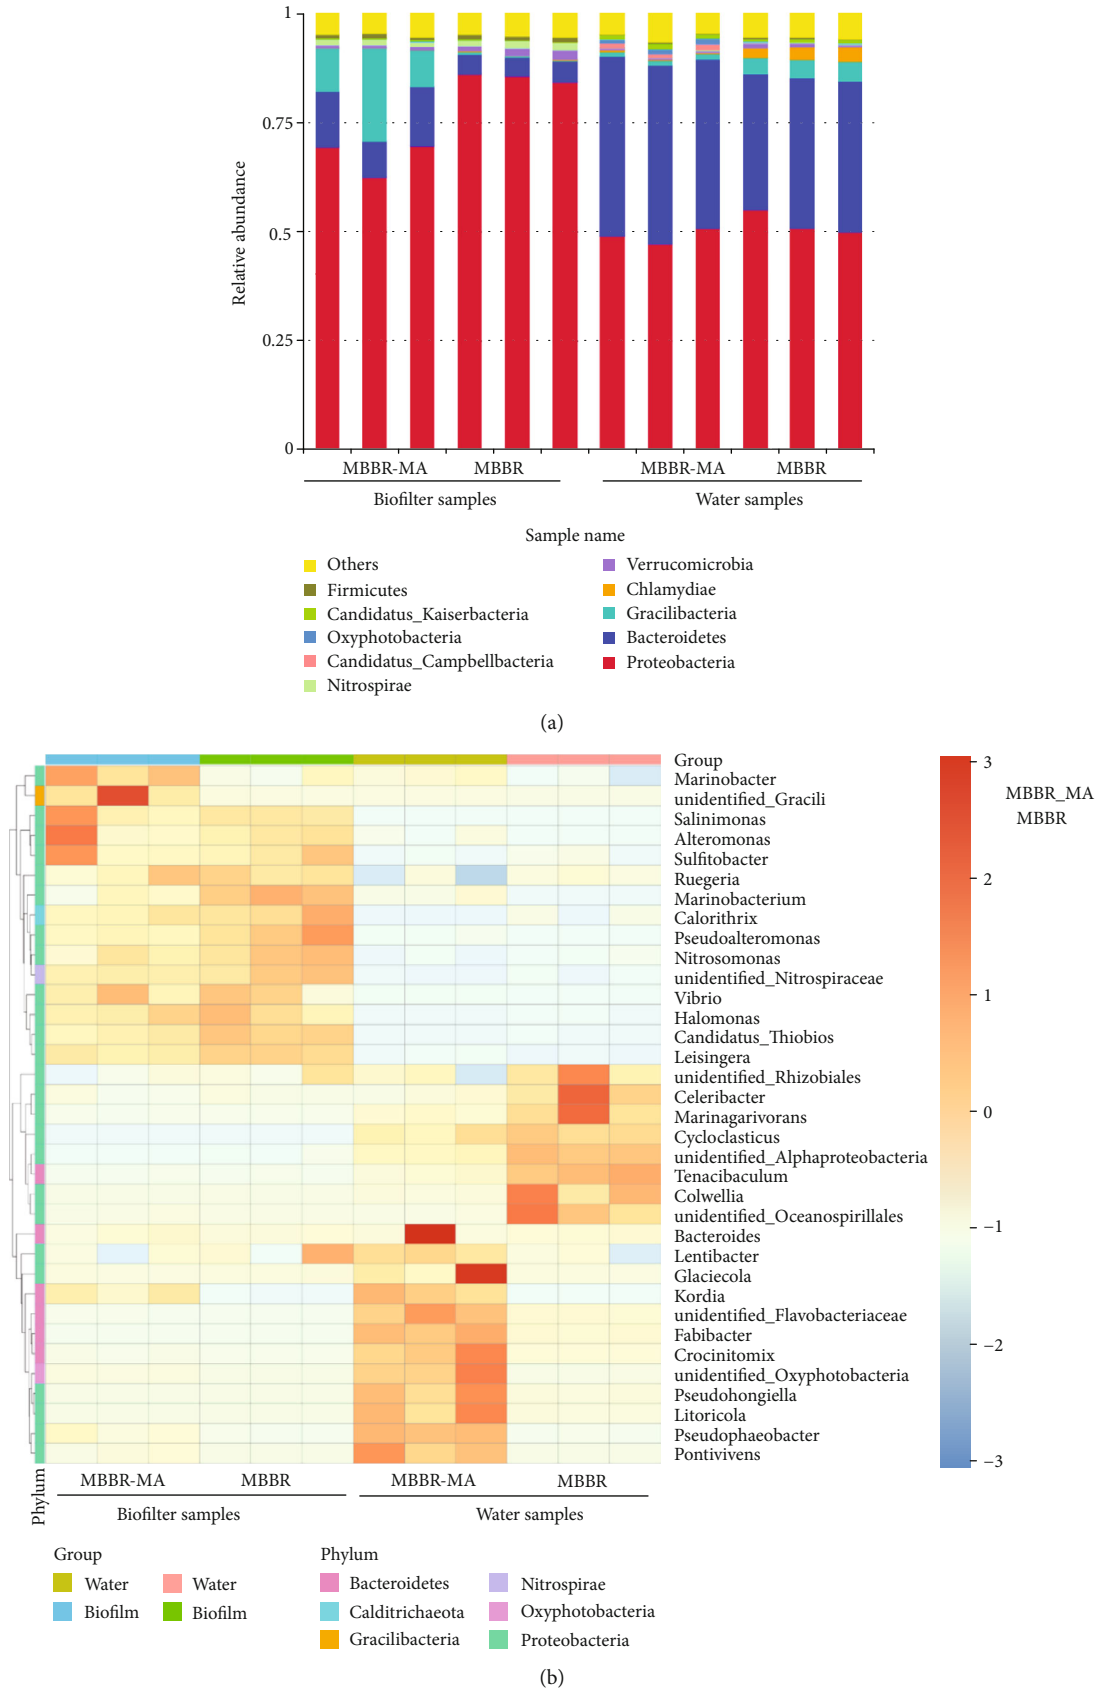 1
0.75
0.5
0.25
0
Relative abundance
MBBR-MA MBBR MBBR-MA MBBR
Biofilter samples Water samples
Sample name
Others
Firmicutes
Candidatus_Kaiserbacteria
Oxyphotobacteria
Candidatus_Campbellbacteria
Nitrospirae
Verrucomicrobia
Chlamydiae
Gracilibacteria
Bacteroidetes
Proteobacteria
(a)
Group
Marinobacter
unidentified_Gracili
Salinimonas
Alteromonas
Sulfitobacter
Ruegeria
Marinobacterium
Calorithrix
Pseudoalteromonas
Nitrosomonas
unidentified_Nitrospiraceae
Vibrio
Halomonas
Candidatus_Thiobios
Leisingera
unidentified_Rhizobiales
Celeribacter
Marinagarivorans
Cycloclasticus
unidentified_Alphaproteobacteria
Tenacibaculum
Colwellia
unidentified_Oceanospirillales
Bacteroides
Lentibacter
Glaciecola
Kordia
unidentified_Flavobacteriaceae
Fabibacter
Crocinitomix
unidentified_Oxyphotobacteria
Pseudohongiella
Litoricola
Pseudophaeobacter
Pontivivens
3
2
1
0
−1
−2
−3
MBBR_MA
MBBR
Phylum
MBBR-MA MBBR MBBR-MA MBBR
Biofilter samples Water samples
Group
Water Water
Biofilm Biofilm
Phylum
Bacteroidetes Nitrospirae
Calditrichaeota Oxyphotobacteria
Gracilibacteria Proteobacteria
(b)